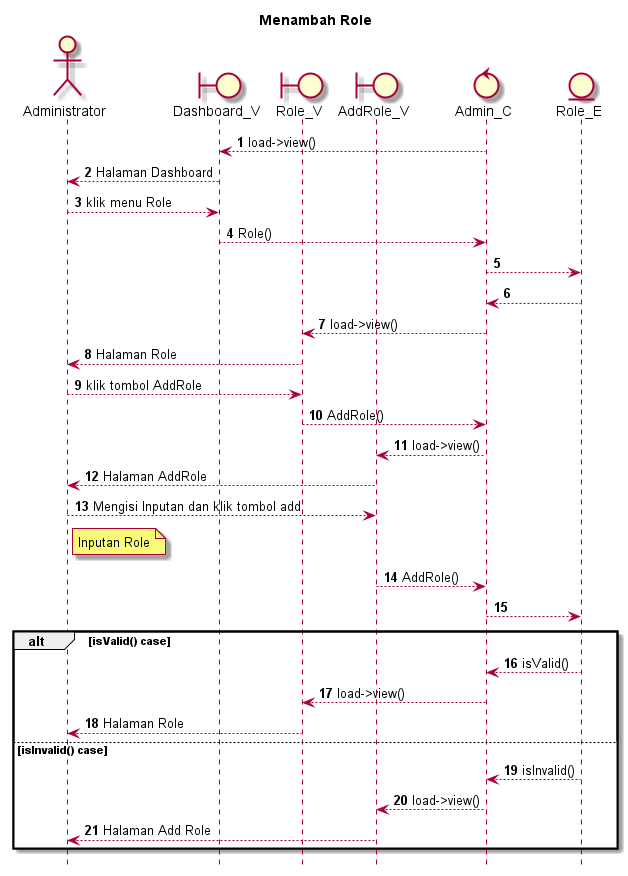 Menambah Role
Administrator
Dashboard_V
Role_V
AddRole_V
Admin_C
Role_E
1 load->view()
2 Halaman Dashboard
3 klik menu Role
4 Role()
5
6
7 load->view()
8 Halaman Role
9 klik tombol AddRole
10 AddRole()
11 load->view()
12 Halaman AddRole
13 Mengisi Inputan dan klik tombol add
Inputan Role
14 AddRole()
15
alt [isValid() case]
16 isValid()
17 load->view()
18 Halaman Role
[isInvalid() case]
19 isInvalid()
20 load->view()
21 Halaman Add Role